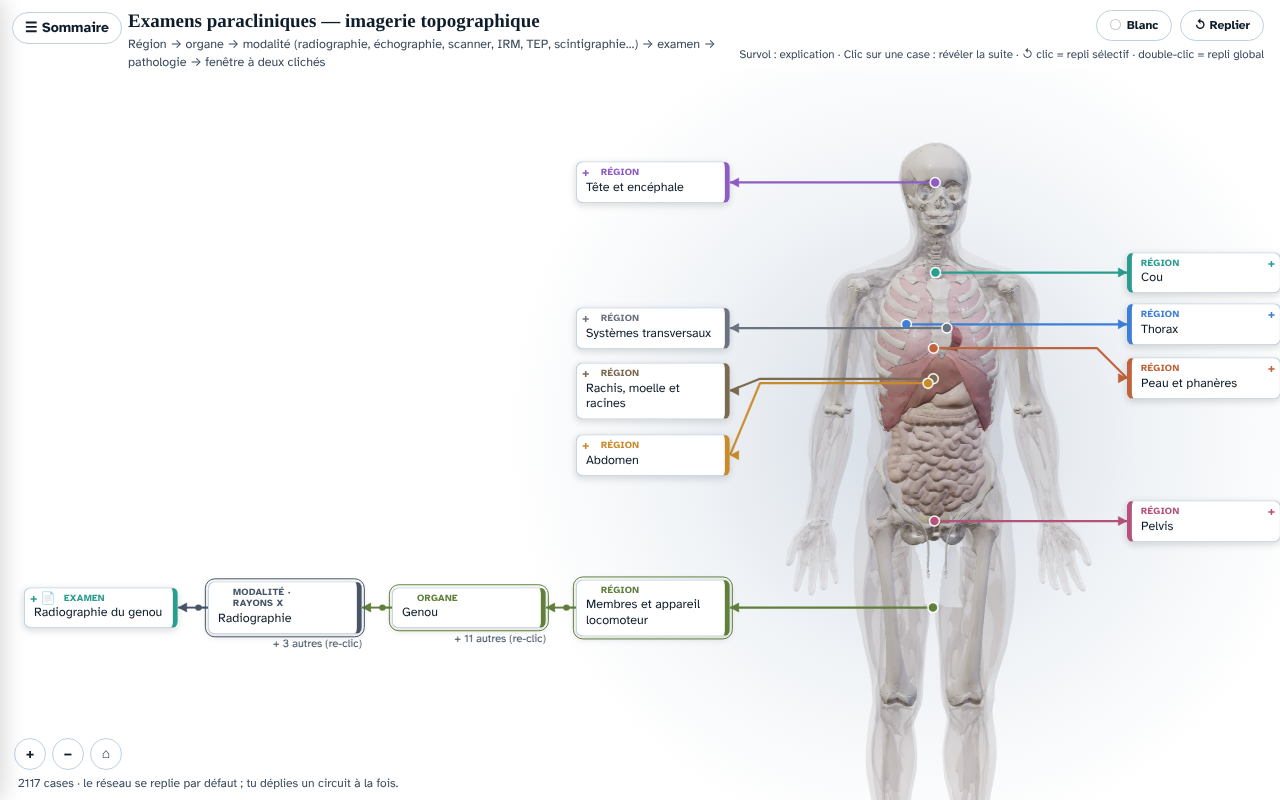 ☰ Sommaire
Examens paracliniques — imagerie topographique
Région → organe → modalité (radiographie, échographie, scanner, IRM, TEP, scintigraphie…) → examen →
pathologie → fenêtre à deux clichés
Blanc
↺ Replier
Survol : explication · Clic sur une case : révéler la suite · ↺ clic = repli sélectif · double-clic = repli global
+ RÉGION
Tête et encéphale
RÉGION +
Cou
+ RÉGION
Systèmes transversaux
RÉGION +
Thorax
+ RÉGION
Rachis, moelle et
racines
RÉGION +
Peau et phanères
+ RÉGION
Abdomen
RÉGION +
Pelvis
+ 📄 EXAMEN
Radiographie du genou
MODALITÉ ·
RAYONS X
Radiographie
+ 3 autres (re-clic)
ORGANE
Genou
+ 11 autres (re-clic)
RÉGION
Membres et appareil
locomoteur
+ − ⌂
2117 cases · le réseau se replie par défaut ; tu déplies un circuit à la fois.